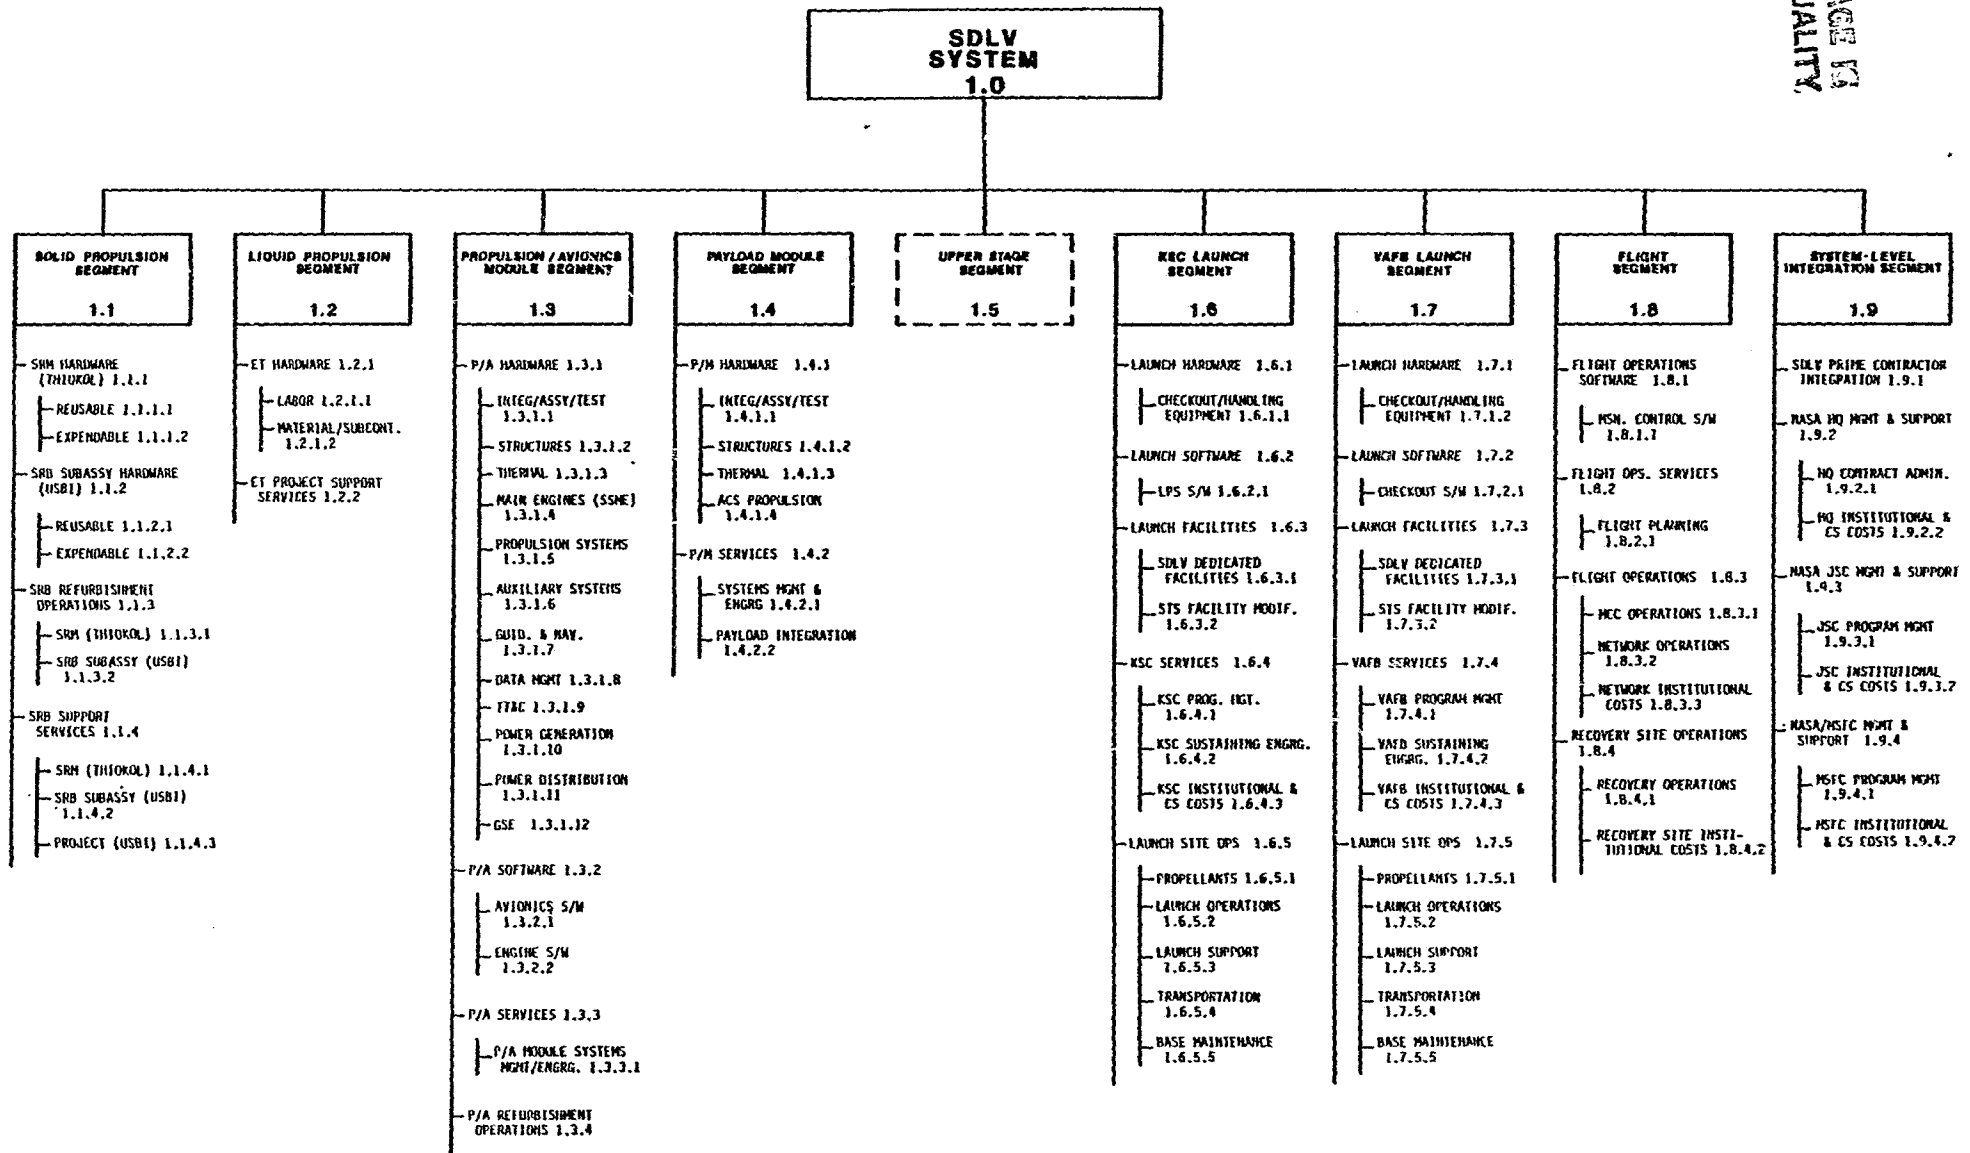 AGE IS
UALITY
SDLV
SYSTEM
1.0
SOLID PROPULSION
SEGMENT
1.1
SRM HARDWARE
(THIOKOL) 1.1.1
REUSABLE 1.1.1.1
EXPENDABLE 1.1.1.2
SRB SUBASSY HARDWARE
(USBI) 1.1.2
REUSABLE 1.1.2.1
EXPENDABLE 1.1.2.2
SRB REFURBISHMENT
OPERATIONS 1.1.3
SRM (THIOKOL) 1.1.3.1
SRB SUBASSY (USBI)
1.1.3.2
SRB SUPPORT
SERVICES 1.1.4
SRM (THIOKOL) 1.1.4.1
SRB SUBASSY (USBI)
1.1.4.2
PROJECT (USBI) 1.1.4.3
LIQUID PROPULSION
SEGMENT
1.2
ET HARDWARE 1.2.1
LABOR 1.2.1.1
MATERIAL/SUBCONT.
1.2.1.2
ET PROJECT SUPPORT
SERVICES 1.2.2
PROPULSION/AVIONICS
MODULE SEGMENT
1.3
P/A HARDWARE 1.3.1
INTEG/ASSY/TEST
1.3.1.1
STRUCTURES 1.3.1.2
THERMAL 1.3.1.3
MAIN ENGINES (SSME)
1.3.1.4
PROPULSION SYSTEMS
1.3.1.5
AUXILIARY SYSTEMS
1.3.1.6
GUID. & NAV.
1.3.1.7
DATA MGMT 1.3.1.8
TT&C 1.3.1.9
POWER GENERATION
1.3.1.10
POWER DISTRIBUTION
1.3.1.11
GSE 1.3.1.12
P/A SOFTWARE 1.3.2
AVIONICS S/W
1.3.2.1
ENGINE S/W
1.3.2.2
P/A SERVICES 1.3.3
P/A MODULE SYSTEMS
MGMT/ENGRG. 1.3.3.1
P/A REFURBISHMENT
OPERATIONS 1.3.4
PAYLOAD MODULE
SEGMENT
1.4
P/M HARDWARE 1.4.1
INTEG/ASSY/TEST
1.4.1.1
STRUCTURES 1.4.1.2
THERMAL 1.4.1.3
ACS PROPULSION
1.4.1.4
P/M SERVICES 1.4.2
SYSTEMS MGMT &
ENGRG 1.4.2.1
PAYLOAD INTEGRATION
1.4.2.2
UPPER STAGE
SEGMENT
1.5
KSC LAUNCH
SEGMENT
1.6
LAUNCH HARDWARE 1.6.1
CHECKOUT/HANDLING
EQUIPMENT 1.6.1.1
LAUNCH SOFTWARE 1.6.2
LPS S/W 1.6.2.1
LAUNCH FACILITIES 1.6.3
SDLV DEDICATED
FACILITIES 1.6.3.1
STS FACILITY MODIF.
1.6.3.2
KSC SERVICES 1.6.4
KSC PROG. MGT.
1.6.4.1
KSC SUSTAINING ENGRG.
1.6.4.2
KSC INSTITUTIONAL &
CS COSTS 1.6.4.3
LAUNCH SITE OPS 1.6.5
PROPELLANTS 1.6.5.1
LAUNCH OPERATIONS
1.6.5.2
LAUNCH SUPPORT
1.6.5.3
TRANSPORTATION
1.6.5.4
BASE MAINTENANCE
1.6.5.5
VAFB LAUNCH
SEGMENT
1.7
LAUNCH HARDWARE 1.7.1
CHECKOUT/HANDLING
EQUIPMENT 1.7.1.2
LAUNCH SOFTWARE 1.7.2
CHECKOUT S/W 1.7.2.1
LAUNCH FACILITIES 1.7.3
SDLV DEDICATED
FACILITIES 1.7.3.1
STS FACILITY MODIF.
1.7.3.2
VAFB SERVICES 1.7.4
VAFB PROGRAM MGMT
1.7.4.1
VAFB SUSTAINING
ENGRG. 1.7.4.2
VAFB INSTITUTIONAL &
CS COSTS 1.7.4.3
LAUNCH SITE OPS 1.7.5
PROPELLANTS 1.7.5.1
LAUNCH OPERATIONS
1.7.5.2
LAUNCH SUPPORT
1.7.5.3
TRANSPORTATION
1.7.5.4
BASE MAINTENANCE
1.7.5.5
FLIGHT
SEGMENT
1.8
FLIGHT OPERATIONS
SOFTWARE 1.8.1
MSN. CONTROL S/W
1.8.1.1
FLIGHT OPS. SERVICES
1.8.2
FLIGHT PLANNING
1.8.2.1
FLIGHT OPERATIONS 1.8.3
MCC OPERATIONS 1.8.3.1
NETWORK OPERATIONS
1.8.3.2
NETWORK INSTITUTIONAL
COSTS 1.8.3.3
RECOVERY SITE OPERATIONS
1.8.4
RECOVERY OPERATIONS
1.8.4.1
RECOVERY SITE INSTI-
TUTIONAL COSTS 1.8.4.2
SYSTEM-LEVEL
INTEGRATION SEGMENT
1.9
SDLV PRIME CONTRACTOR
INTEGRATION 1.9.1
NASA HQ MGMT & SUPPORT
1.9.2
HQ CONTRACT ADMIN.
1.9.2.1
HQ INSTITUTIONAL &
CS COSTS 1.9.2.2
NASA JSC MGMT & SUPPORT
1.9.3
JSC PROGRAM MGMT
1.9.3.1
JSC INSTITUTIONAL
& CS COSTS 1.9.3.2
NASA/MSFC MGMT &
SUPPORT 1.9.4
MSFC PROGRAM MGMT
1.9.4.1
MSFC INSTITUTIONAL
& CS COSTS 1.9.4.2